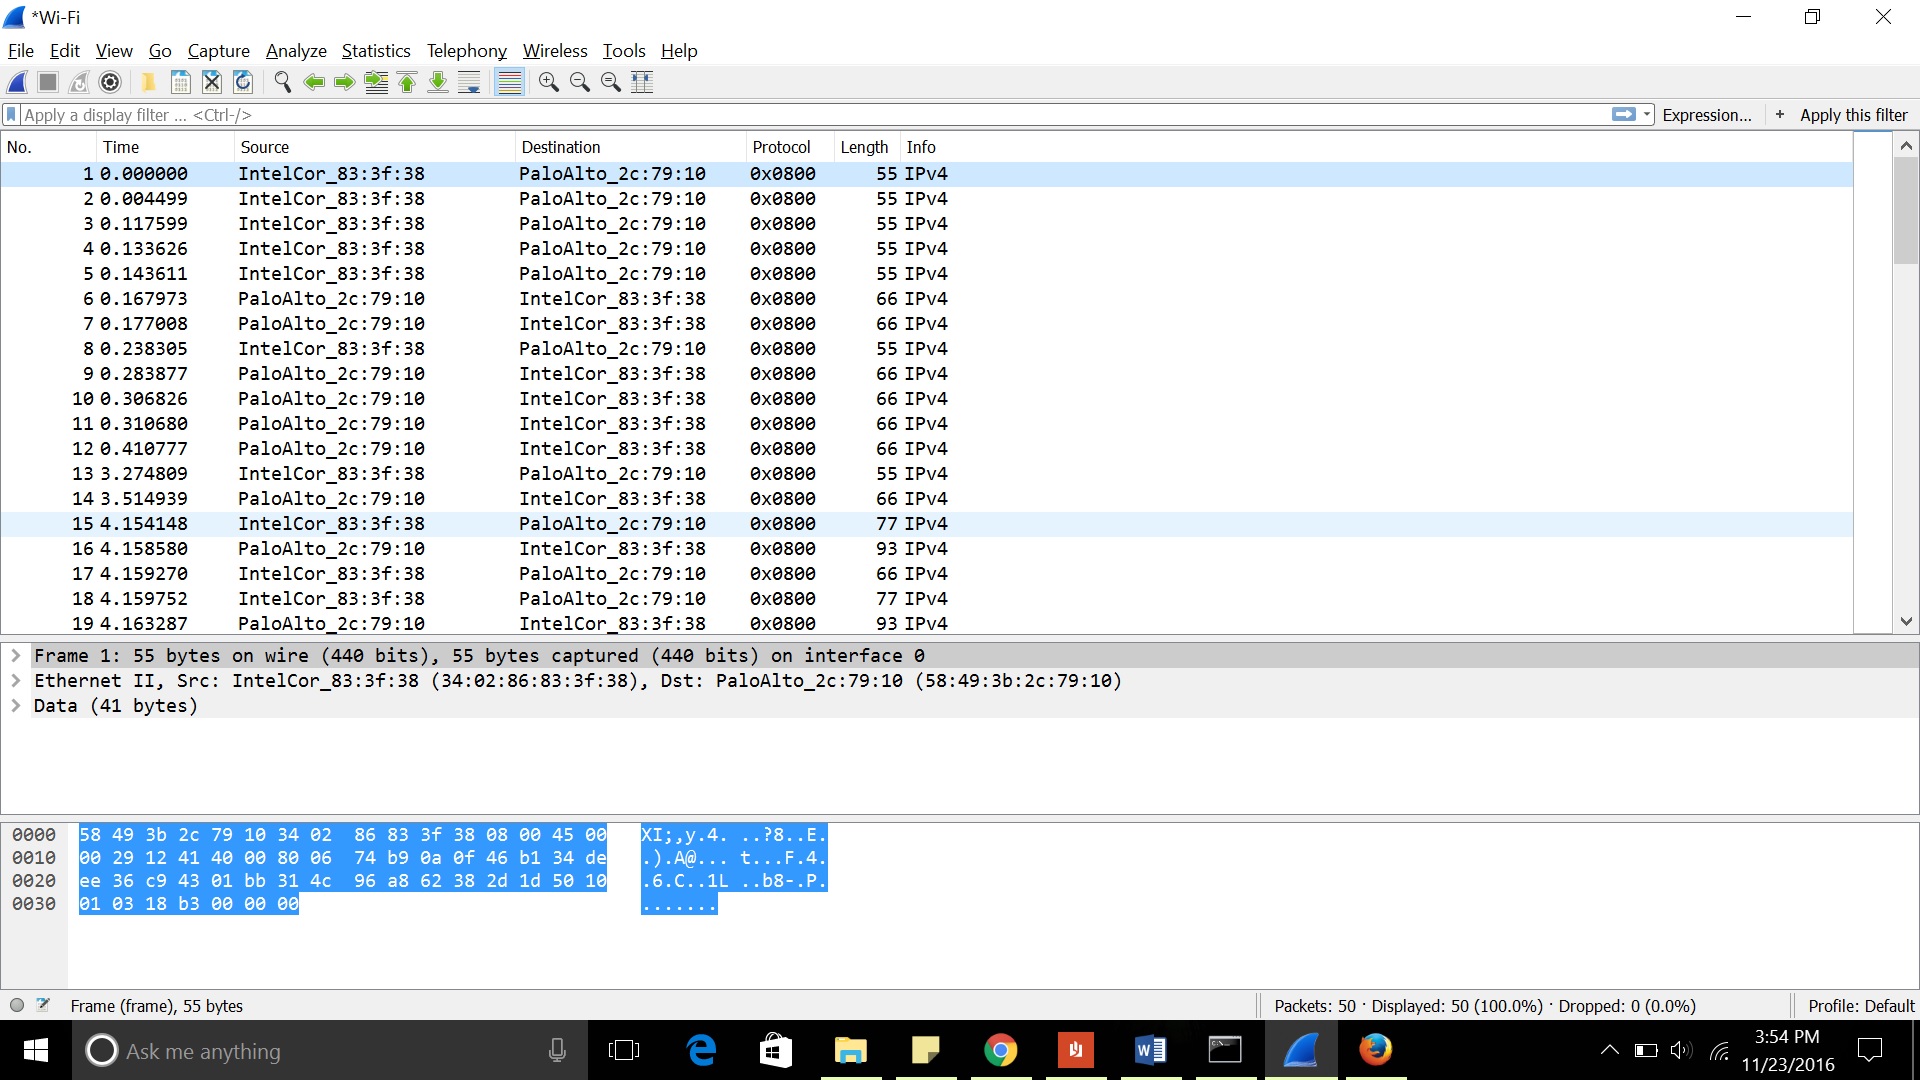 *Wi-Fi
File Edit View Go Capture Analyze Statistics Telephony Wireless Tools Help
Apply a display filter ... <Ctrl-/> Expression... + Apply this filter
No. Time Source Destination Protocol Length Info
1 0.000000 IntelCor_83:3f:38 PaloAlto_2c:79:10 0x0800 55 IPv4
2 0.004499 IntelCor_83:3f:38 PaloAlto_2c:79:10 0x0800 55 IPv4
3 0.117599 IntelCor_83:3f:38 PaloAlto_2c:79:10 0x0800 55 IPv4
4 0.133626 IntelCor_83:3f:38 PaloAlto_2c:79:10 0x0800 55 IPv4
5 0.143611 IntelCor_83:3f:38 PaloAlto_2c:79:10 0x0800 55 IPv4
6 0.167973 PaloAlto_2c:79:10 IntelCor_83:3f:38 0x0800 66 IPv4
7 0.177008 PaloAlto_2c:79:10 IntelCor_83:3f:38 0x0800 66 IPv4
8 0.238305 IntelCor_83:3f:38 PaloAlto_2c:79:10 0x0800 55 IPv4
9 0.283877 PaloAlto_2c:79:10 IntelCor_83:3f:38 0x0800 66 IPv4
10 0.306826 PaloAlto_2c:79:10 IntelCor_83:3f:38 0x0800 66 IPv4
11 0.310680 PaloAlto_2c:79:10 IntelCor_83:3f:38 0x0800 66 IPv4
12 0.410777 PaloAlto_2c:79:10 IntelCor_83:3f:38 0x0800 66 IPv4
13 3.274809 IntelCor_83:3f:38 PaloAlto_2c:79:10 0x0800 55 IPv4
14 3.514939 PaloAlto_2c:79:10 IntelCor_83:3f:38 0x0800 66 IPv4
15 4.154148 IntelCor_83:3f:38 PaloAlto_2c:79:10 0x0800 77 IPv4
16 4.158580 PaloAlto_2c:79:10 IntelCor_83:3f:38 0x0800 93 IPv4
17 4.159270 IntelCor_83:3f:38 PaloAlto_2c:79:10 0x0800 66 IPv4
18 4.159752 IntelCor_83:3f:38 PaloAlto_2c:79:10 0x0800 77 IPv4
19 4.163287 PaloAlto_2c:79:10 IntelCor_83:3f:38 0x0800 93 IPv4
Frame 1: 55 bytes on wire (440 bits), 55 bytes captured (440 bits) on interface 0
Ethernet II, Src: IntelCor_83:3f:38 (34:02:86:83:3f:38), Dst: PaloAlto_2c:79:10 (58:49:3b:2c:79:10)
Data (41 bytes)
0000 58 49 3b 2c 79 10 34 02 86 83 3f 38 08 00 45 00 XI;,y.4. ..?8..E.
0010 00 29 12 41 40 00 80 06 74 b9 0a 0f 46 b1 34 de .).A@... t...F.4.
0020 ee 36 c9 43 01 bb 31 4c 96 a8 62 38 2d 1d 50 10 .6.C..1L ..b8-.P.
0030 01 03 18 b3 00 00 00 .......
Frame (frame), 55 bytes Packets: 50 · Displayed: 50 (100.0%) · Dropped: 0 (0.0%) Profile: Default
Ask me anything 3:54 PM
11/23/2016